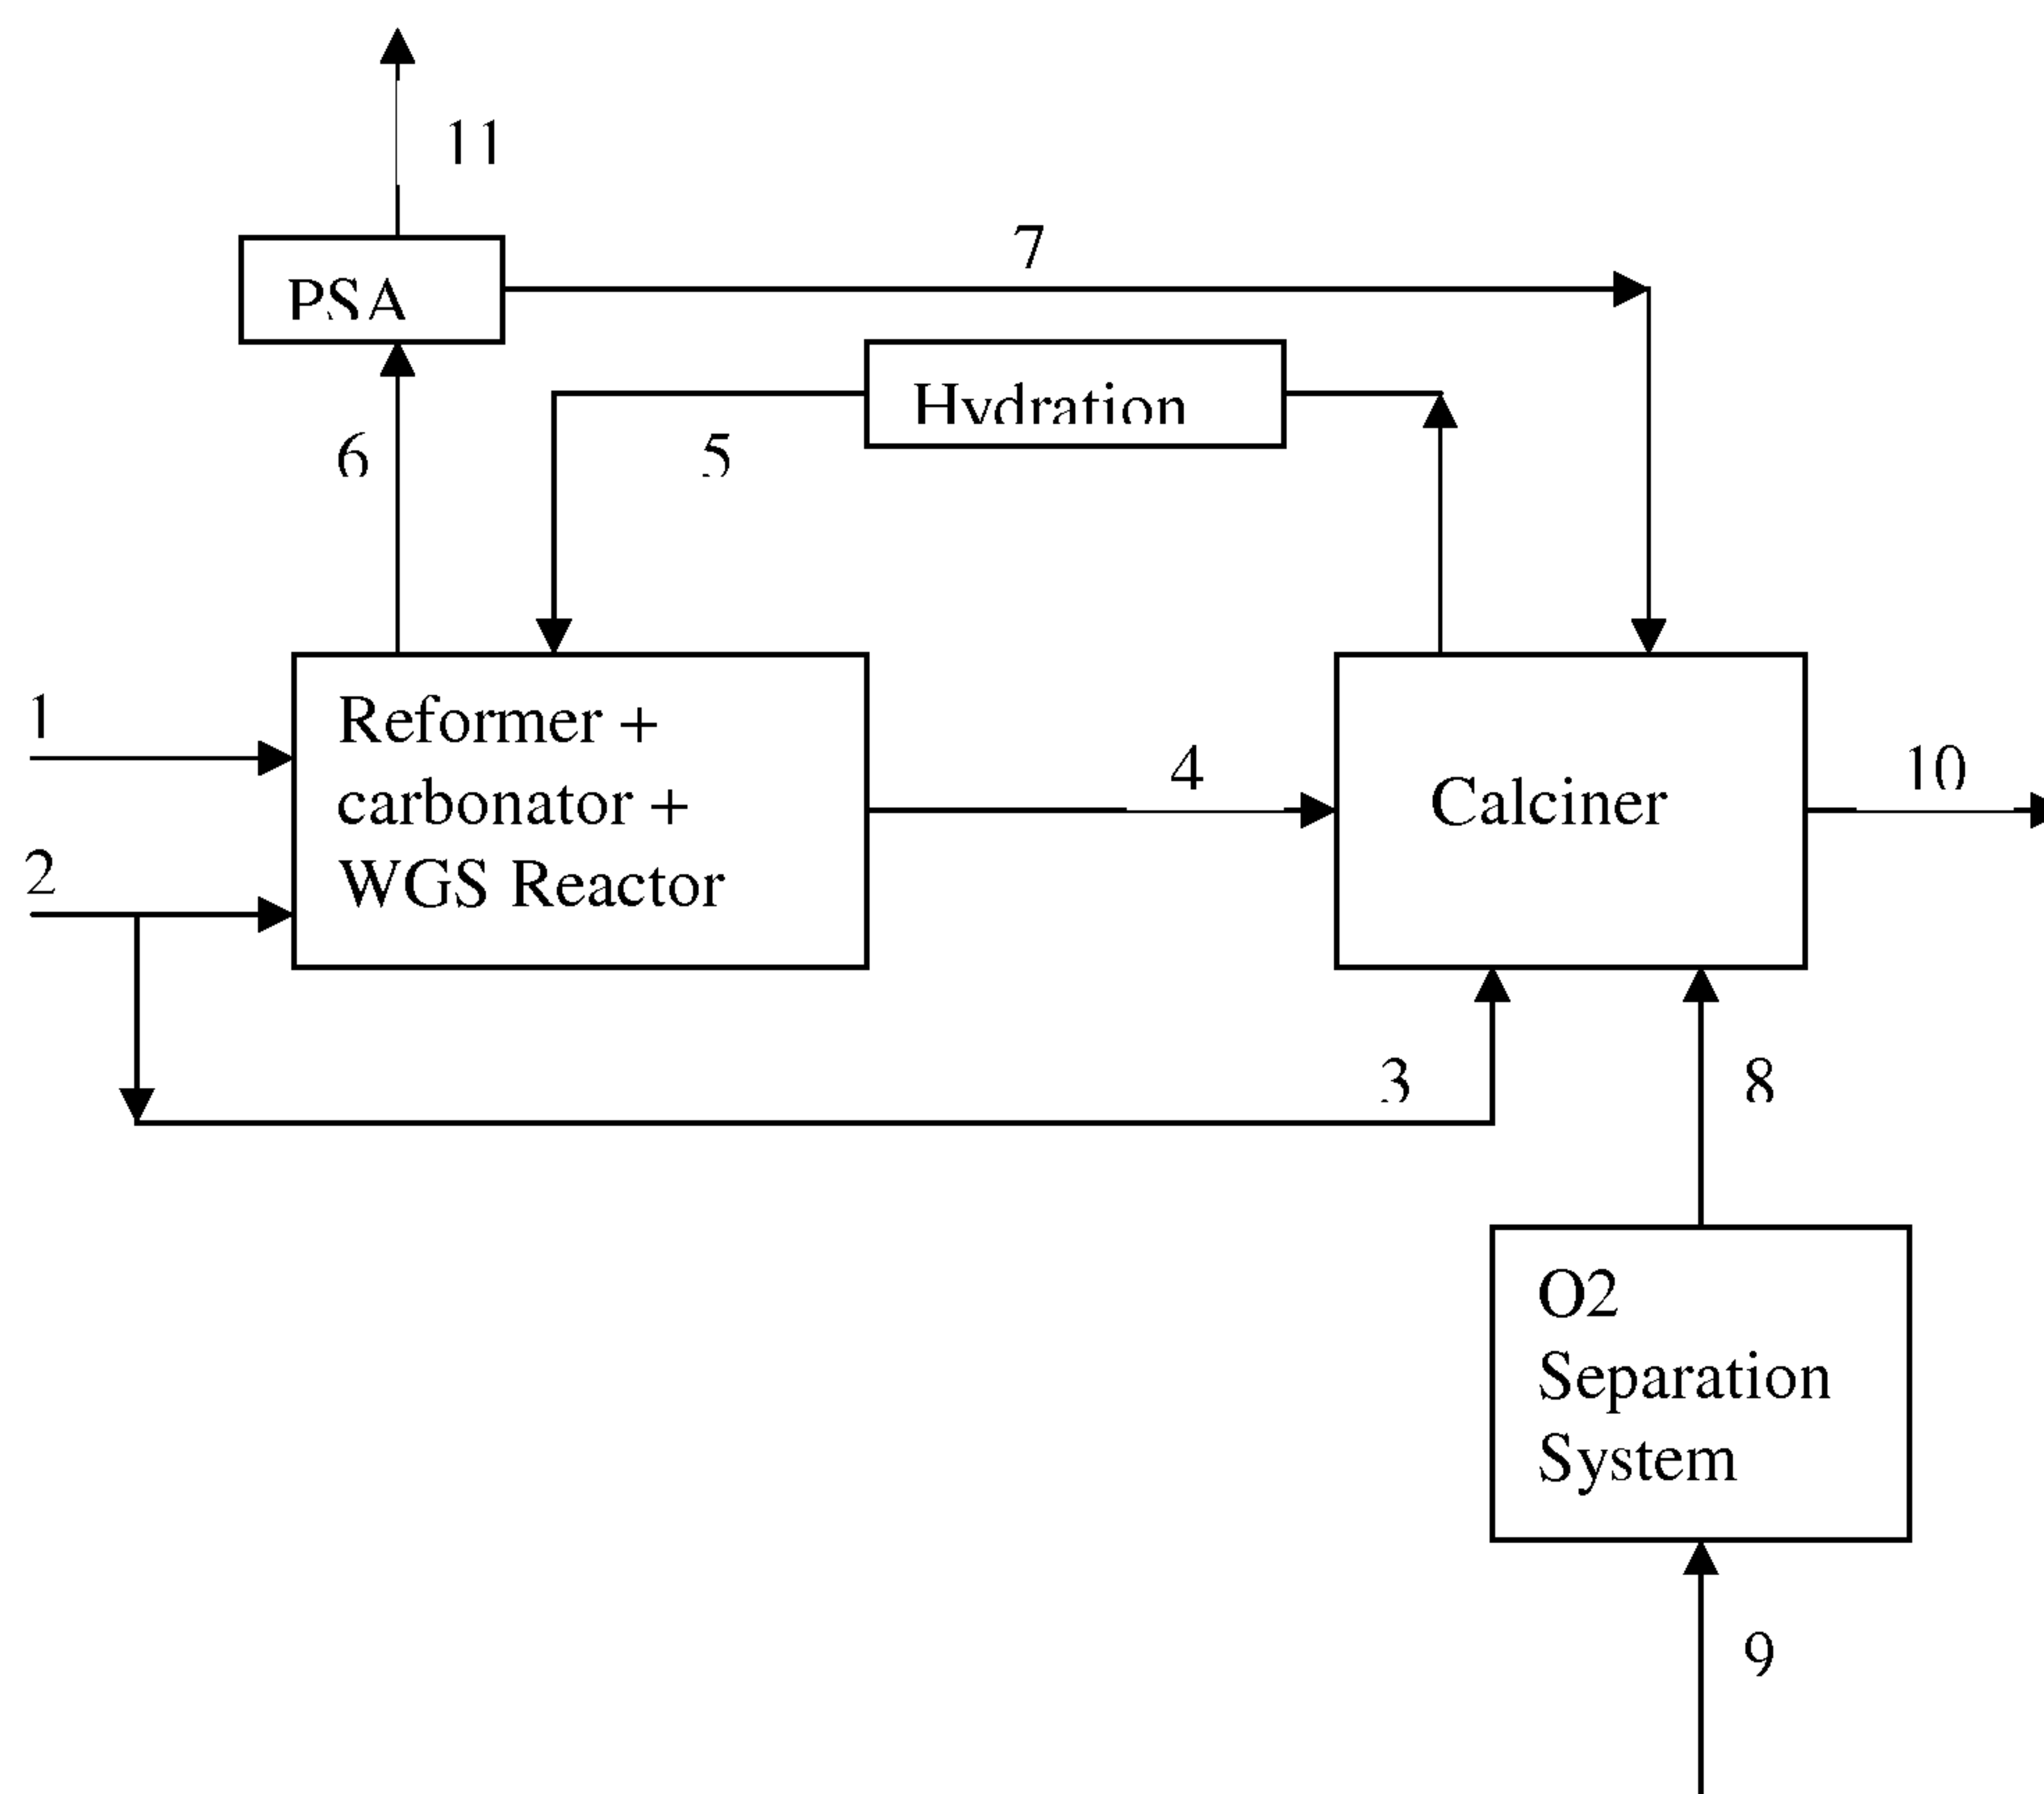 11
7
PSA
Hydration
6
5
1
Reformer +
carbonator +
WGS Reactor
4
Calciner
10
2
3
8
O2
Separation
System
9